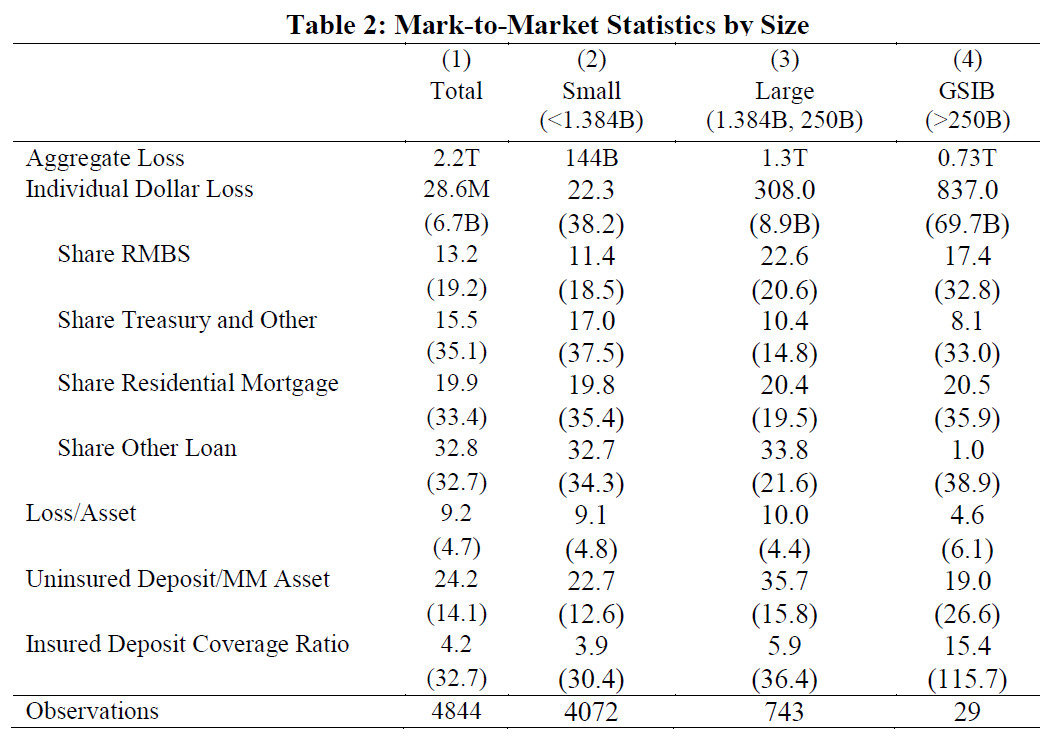 Table 2: Mark-to-Market Statistics by Size
(1) (2) (3) (4)
Total Small Large GSIB
(<1.384B) (1.384B, 250B) (>250B)
Aggregate Loss 2.2T 144B 1.3T 0.73T
Individual Dollar Loss 28.6M 22.3 308.0 837.0
(6.7B) (38.2) (8.9B) (69.7B)
Share RMBS 13.2 11.4 22.6 17.4
(19.2) (18.5) (20.6) (32.8)
Share Treasury and Other 15.5 17.0 10.4 8.1
(35.1) (37.5) (14.8) (33.0)
Share Residential Mortgage 19.9 19.8 20.4 20.5
(33.4) (35.4) (19.5) (35.9)
Share Other Loan 32.8 32.7 33.8 1.0
(32.7) (34.3) (21.6) (38.9)
Loss/Asset 9.2 9.1 10.0 4.6
(4.7) (4.8) (4.4) (6.1)
Uninsured Deposit/MM Asset 24.2 22.7 35.7 19.0
(14.1) (12.6) (15.8) (26.6)
Insured Deposit Coverage Ratio 4.2 3.9 5.9 15.4
(32.7) (30.4) (36.4) (115.7)
Observations 4844 4072 743 29